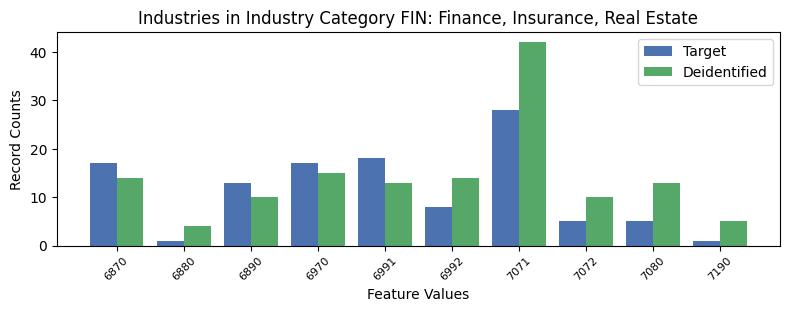 Industries in Industry Category FIN: Finance, Insurance, Real Estate
Target
Deidentified
Record Counts
40
30
20
10
0
6870 6880 6890 6970 6991 6992 7071 7072 7080 7190
Feature Values